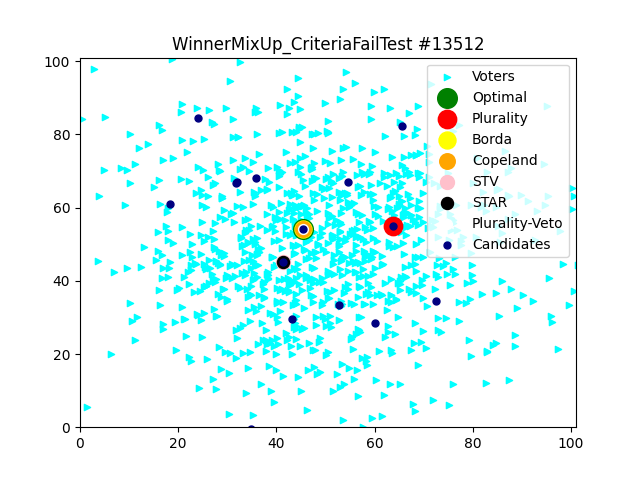 WinnerMixUp_CriteriaFailTest #13512
100
80
60
40
20
0
0
20
40
60
80
100
Voters
Optimal
Plurality
Borda
Copeland
STV
STAR
Plurality-Veto
Candidates